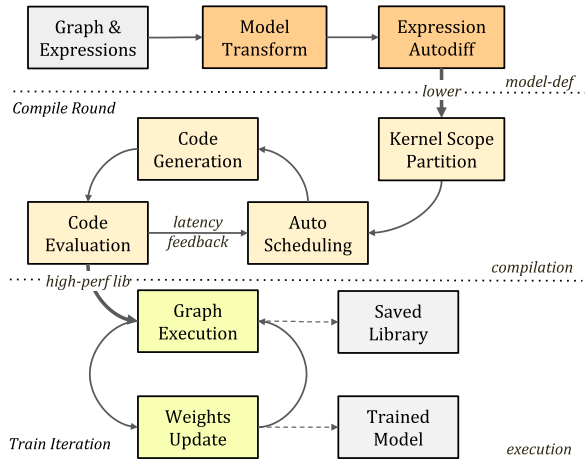 Graph &
Expressions
Model
Transform
Expression
Autodiff
lower
model-def
Compile Round
Code
Generation
Kernel Scope
Partition
Code
Evaluation
latency
feedback
Auto
Scheduling
compilation
high-perf lib
Graph
Execution
Saved
Library
Weights
Update
Trained
Model
Train Iteration
execution